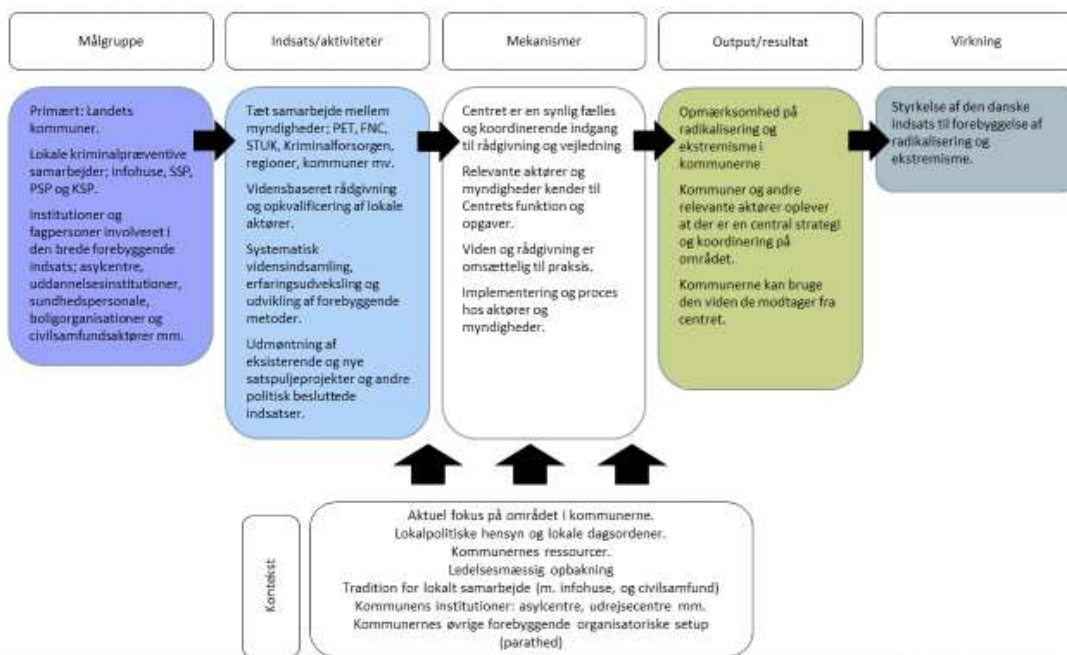 Målgruppe
Indsats/aktiviteter
Mekanismer
Output/resultat
Virkning
Primært: Landets
kommuner.
Lokale kriminalpræventive
samarbejder; infohuse, SSP,
PSP og KSP.
Institutioner og
fagpersoner involveret i
den brede forebyggende
indsats; asylcentre,
uddannelsesinstitutioner,
sundhedspersonale,
boligorganisationer og
civilsamfundsaktører mm.
Tæt samarbejde mellem
myndigheder; PET, FNC,
STUK, Kriminalforsorgen,
regioner, kommuner mv.
Vidensbaseret rådgivning
og opkvalificering af lokale
aktører.
Systematisk
vidensindsamling,
erfaringsudveksling og
udvikling af forebyggende
metoder.
Udmøntning af
eksisterende og nye
satspuljeprojekter og andre
politisk besluttede
indsatser.
Centret er en synlig fælles
og koordinerende indgang
til rådgivning og vejledning
Relevante aktører og
myndigheder kender til
Centrets funktion og
opgaver.
Viden og rådgivning er
omsættelig til praksis.
Implementering og proces
hos aktører og
myndigheder.
Opmærksomhed på
radikalisering og
ekstremisme i
kommunerne
Kommuner og andre
relevante aktører oplever
at der er en central strategi
og koordinering på
området.
Kommunerne kan bruge
den viden de modtager fra
centret.
Styrkelse af den danske
indsats til forebyggelse af
radikalisering og
ekstremisme.
Kontekst
Aktuel fokus på området i kommunerne.
Lokalpolitiske hensyn og lokale dagsordener.
Kommunernes ressourcer.
Ledelsesmæssig opbakning
Tradition for lokalt samarbejde (m. infohuse, og civilsamfund)
Kommunens institutioner: asylcentre, udrejsecentre mm.
Kommunernes øvrige forebyggende organisatoriske setup
(parathed)